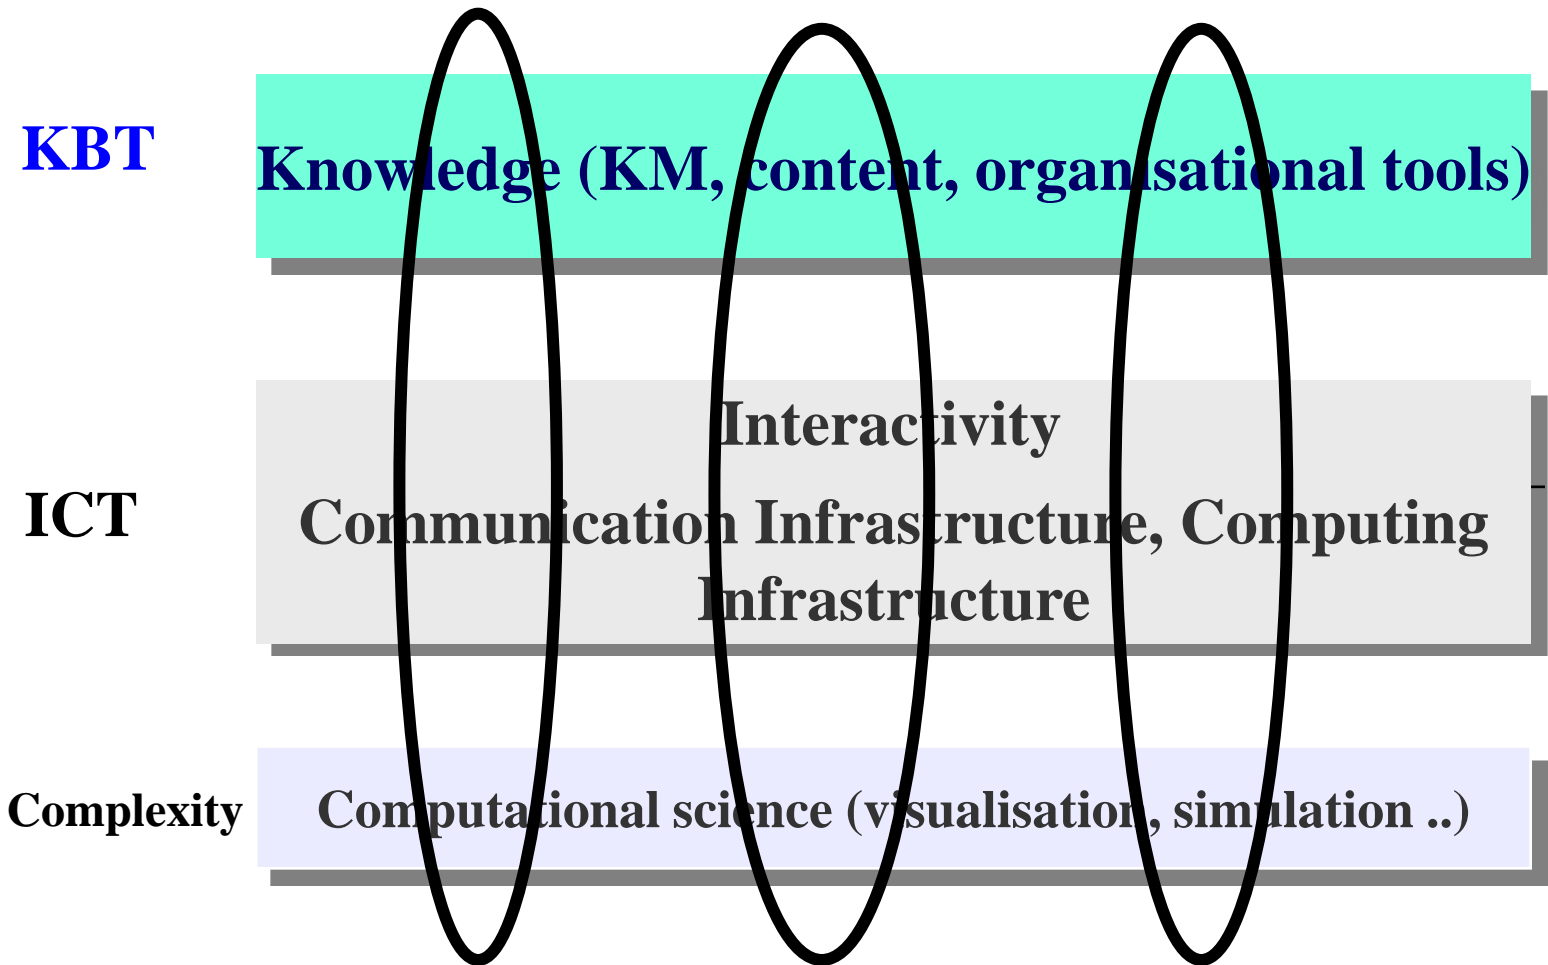 KBT
Knowledge (KM, content, organisational tools)
Interactivity
ICT
Communication Infrastructure, Computing
Infrastructure
Complexity
Computational science (visualisation, simulation ..)